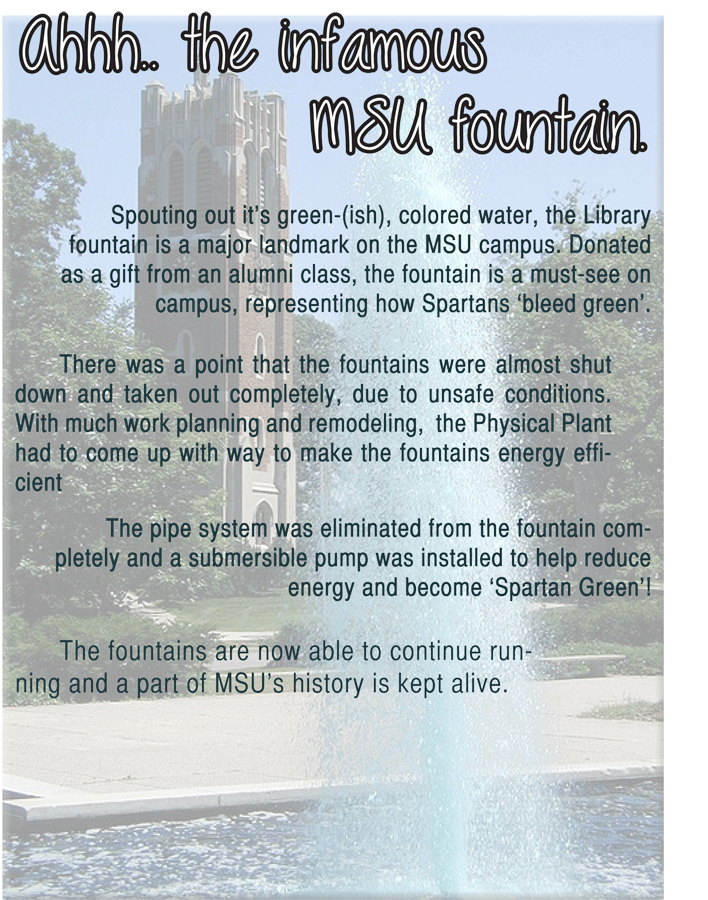 Ahhh.. the infamous
MSU fountain.
Spouting out it's green-(ish), colored water, the Library
fountain is a major landmark on the MSU campus. Donated
as a gift from an alumni class, the fountain is a must-see on
campus, representing how Spartans ‘bleed green’.
There was a point that the fountains were almost shut
down and taken out completely, due to unsafe conditions.
With much work planning and remodeling, the Physical Plant
had to come up with way to make the fountains energy effi-
cient
The pipe system was eliminated from the fountain com-
pletely and a submersible pump was installed to help reduce
energy and become ‘Spartan Green’!
The fountains are now able to continue run-
ning and a part of MSU’s history is kept alive.